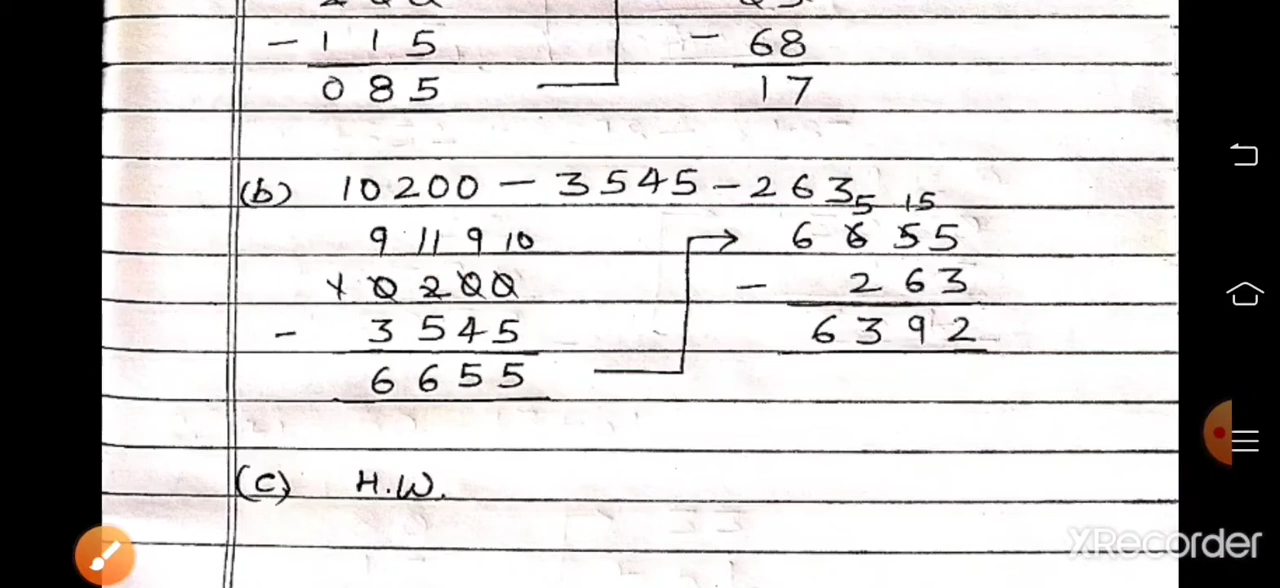 - 1 1 5
0 8 5
- 68
17
(b) 10200 - 3545 - 263
9 11 9 10
1 0 2 0 0
- 3 5 4 5
6 6 5 5
5 15
6 6 5 5
- 2 6 3
6 3 9 2
(c) H.W.
XRecorder